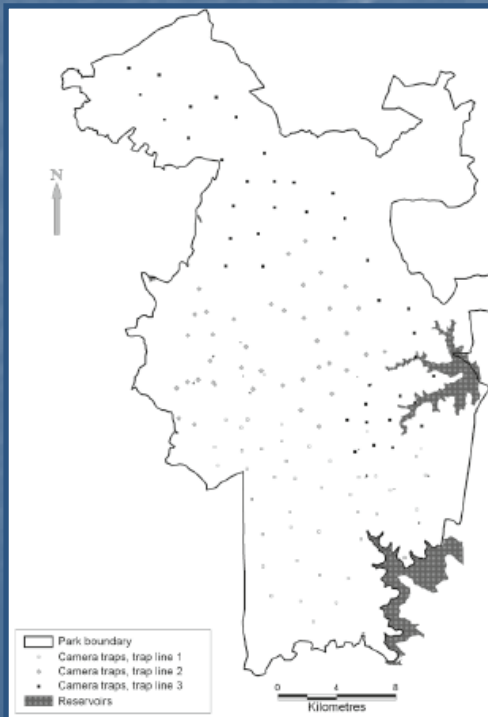 N
Park boundary
Camera traps, trap line 1
Camera traps, trap line 2
Camera traps, trap line 3
Reservoirs
0 4 8
Kilometres